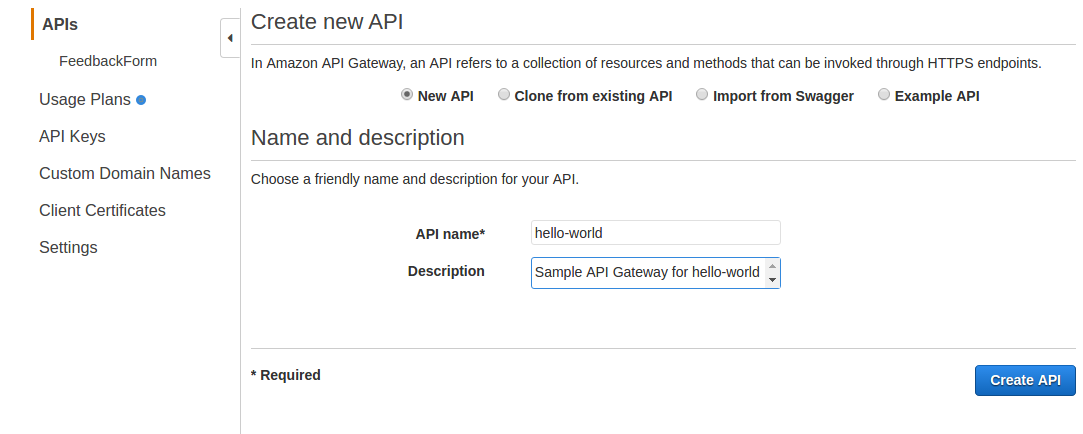 APIs
FeedbackForm
Usage Plans
API Keys
Custom Domain Names
Client Certificates
Settings
Create new API
In Amazon API Gateway, an API refers to a collection of resources and methods that can be invoked through HTTPS endpoints.
New API Clone from existing API Import from Swagger Example API
Name and description
Choose a friendly name and description for your API.
API name* hello-world
Description Sample API Gateway for hello-world
* Required Create API